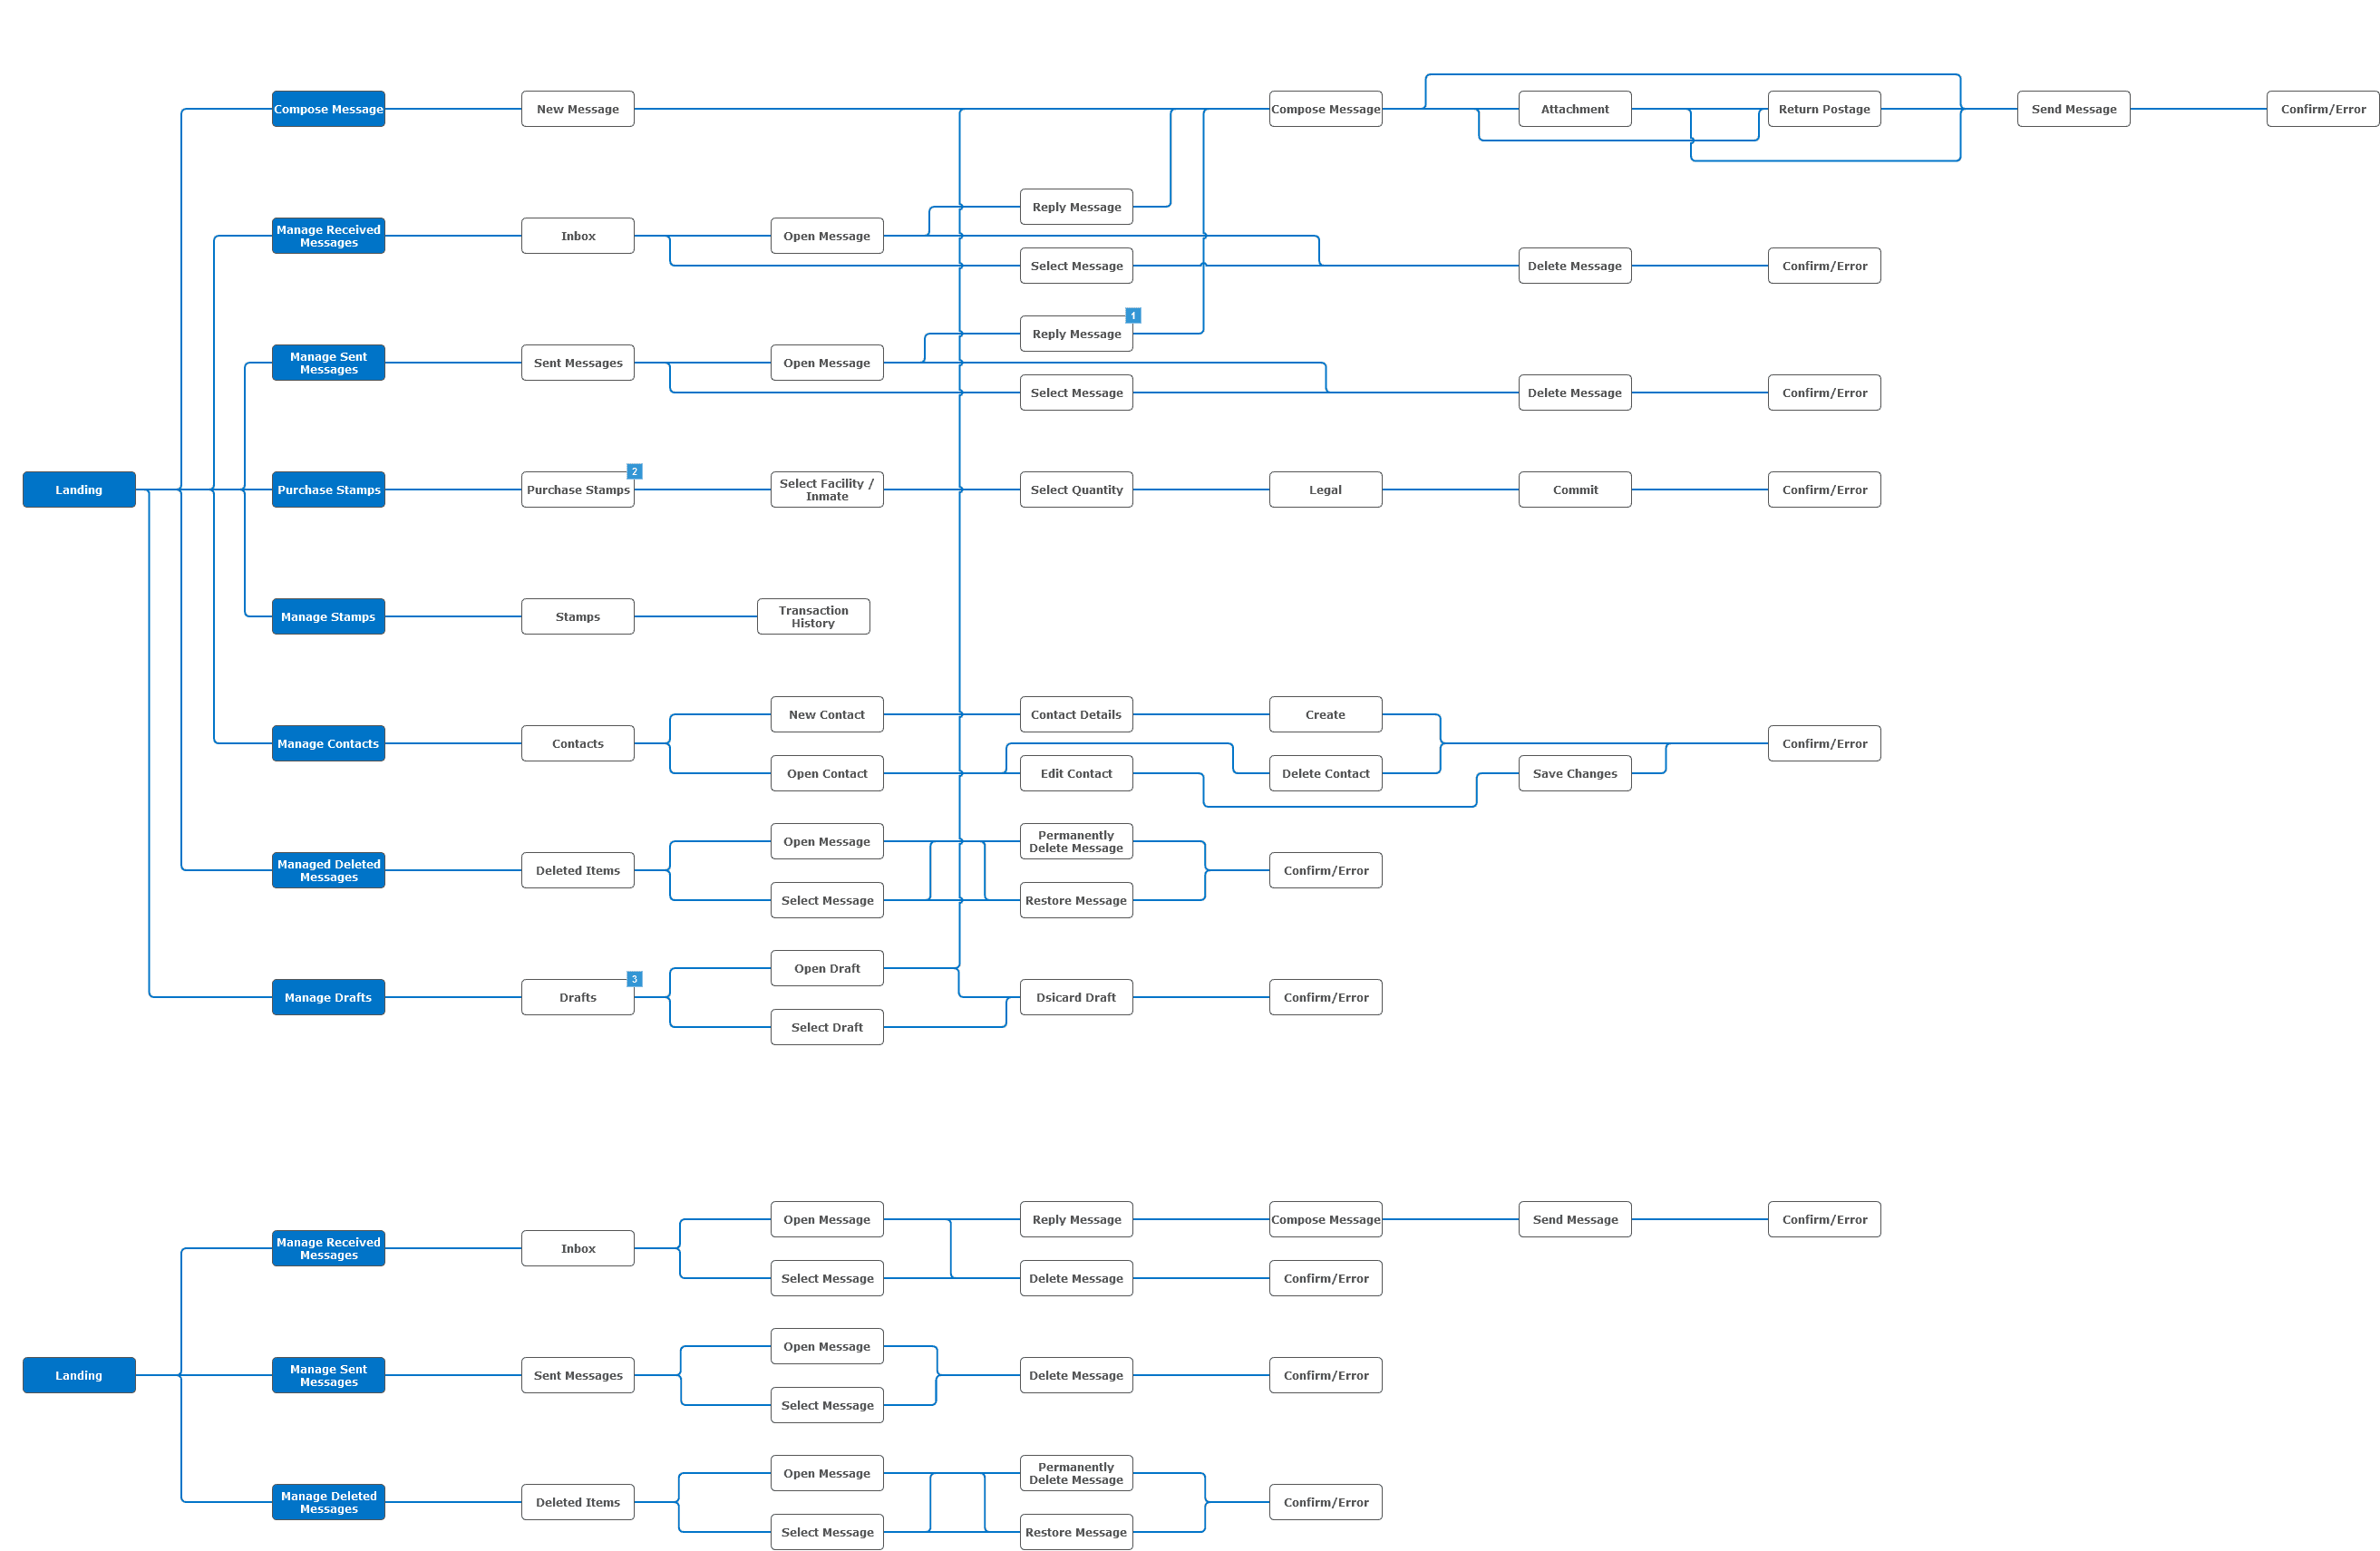 Compose Message
New Message
Compose Message
Attachment
Return Postage
Send Message
Confirm/Error
Reply Message
Manage Received
Messages
Inbox
Open Message
Select Message
Delete Message
Confirm/Error
1
Reply Message
Manage Sent
Messages
Sent Messages
Open Message
Select Message
Delete Message
Confirm/Error
Landing
Purchase Stamps
2
Purchase Stamps
Select Facility /
Inmate
Select Quantity
Legal
Commit
Confirm/Error
Manage Stamps
Stamps
Transaction
History
New Contact
Contact Details
Create
Manage Contacts
Contacts
Confirm/Error
Open Contact
Edit Contact
Delete Contact
Save Changes
Open Message
Permanently
Delete Message
Managed Deleted
Messages
Deleted Items
Confirm/Error
Select Message
Restore Message
Open Draft
Manage Drafts
3
Drafts
Dsicard Draft
Confirm/Error
Select Draft
Open Message
Reply Message
Compose Message
Send Message
Confirm/Error
Manage Received
Messages
Inbox
Select Message
Delete Message
Confirm/Error
Open Message
Landing
Manage Sent
Messages
Sent Messages
Delete Message
Confirm/Error
Select Message
Open Message
Permanently
Delete Message
Manage Deleted
Messages
Deleted Items
Confirm/Error
Select Message
Restore Message